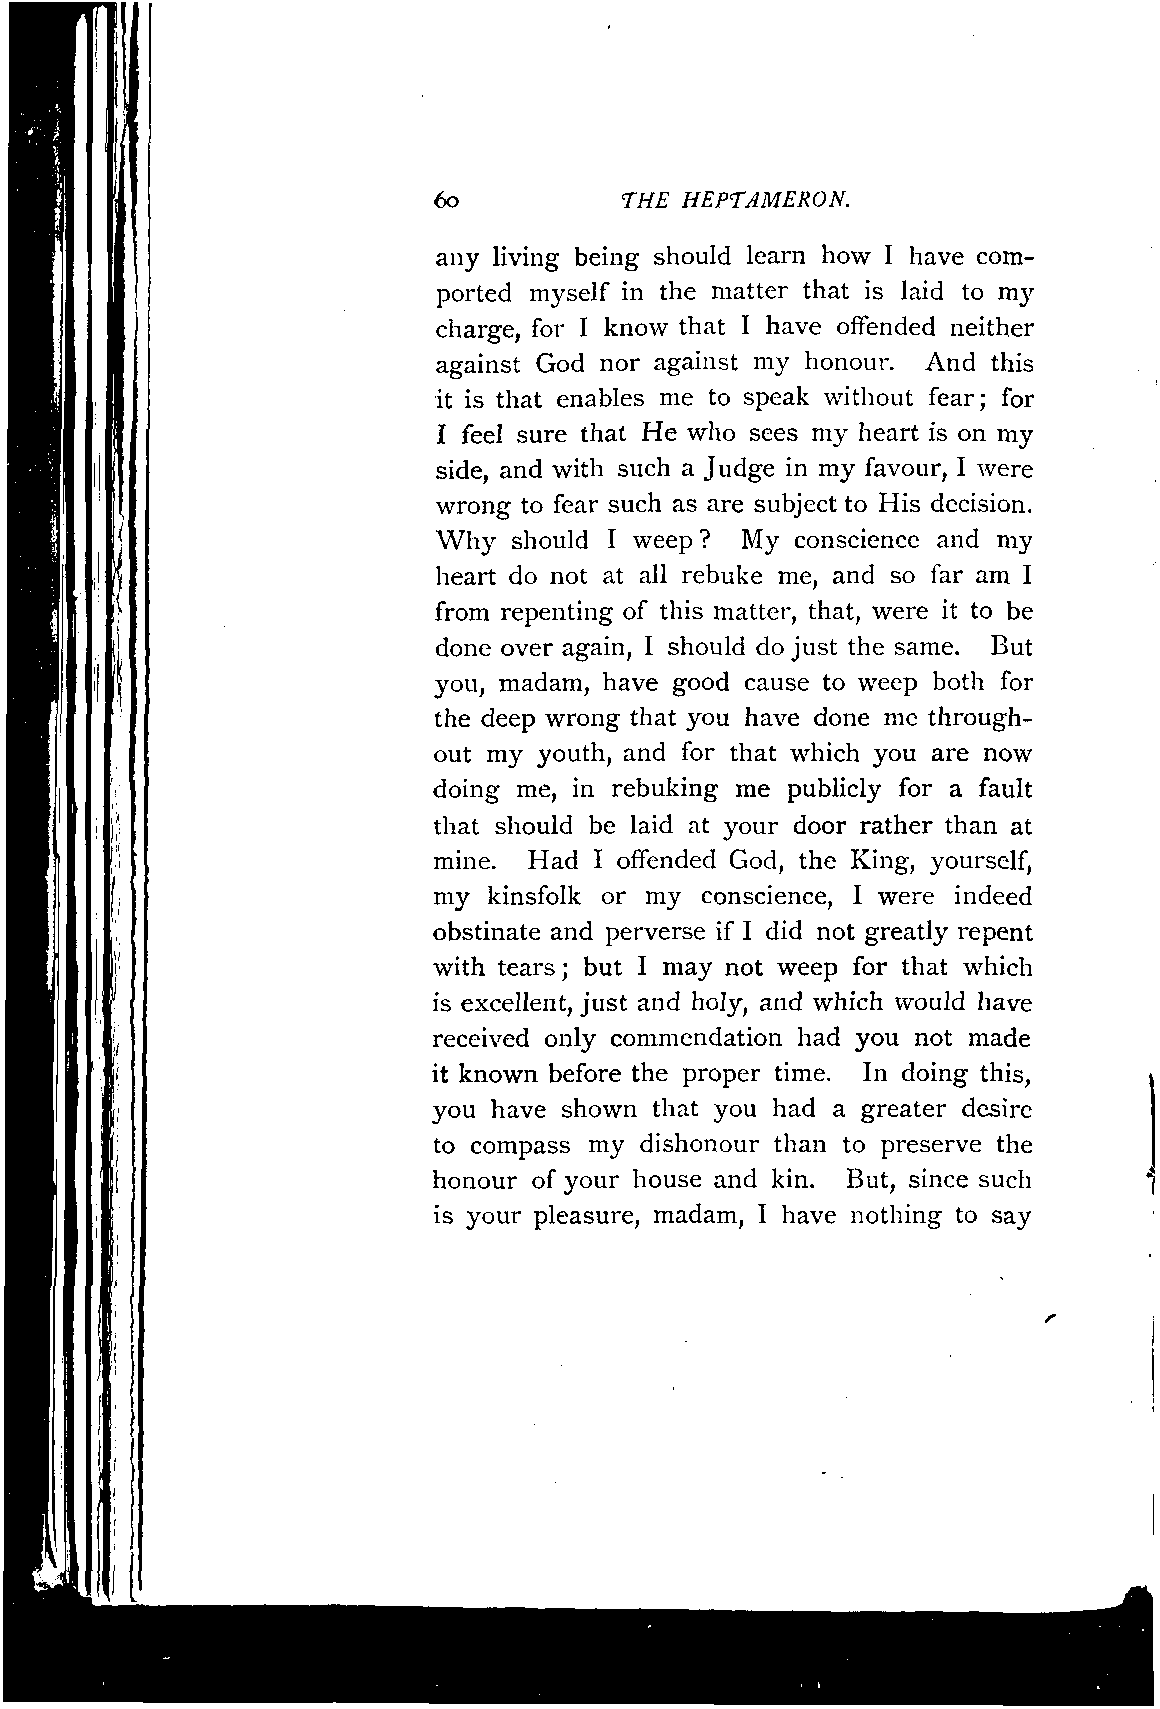 60 THE HEPTAMERON.
any living being should learn how I have com-
ported myself in the matter that is laid to my
charge, for I know that I have offended neither
against God nor against my honour. And this
it is that enables me to speak without fear; for
I feel sure that He who sees my heart is on my
side, and with such a Judge in my favour, I were
wrong to fear such as are subject to His decision.
Why should I weep? My conscience and my
heart do not at all rebuke me, and so far am I
from repenting of this matter, that, were it to be
done over again, I should do just the same. But
you, madam, have good cause to weep both for
the deep wrong that you have done me through-
out my youth, and for that which you are now
doing me, in rebuking me publicly for a fault
that should be laid at your door rather than at
mine. Had I offended God, the King, yourself,
my kinsfolk or my conscience, I were indeed
obstinate and perverse if I did not greatly repent
with tears; but I may not weep for that which
is excellent, just and holy, and which would have
received only commendation had you not made
it known before the proper time. In doing this,
you have shown that you had a greater desire
to compass my dishonour than to preserve the
honour of your house and kin. But, since such
is your pleasure, madam, I have nothing to say